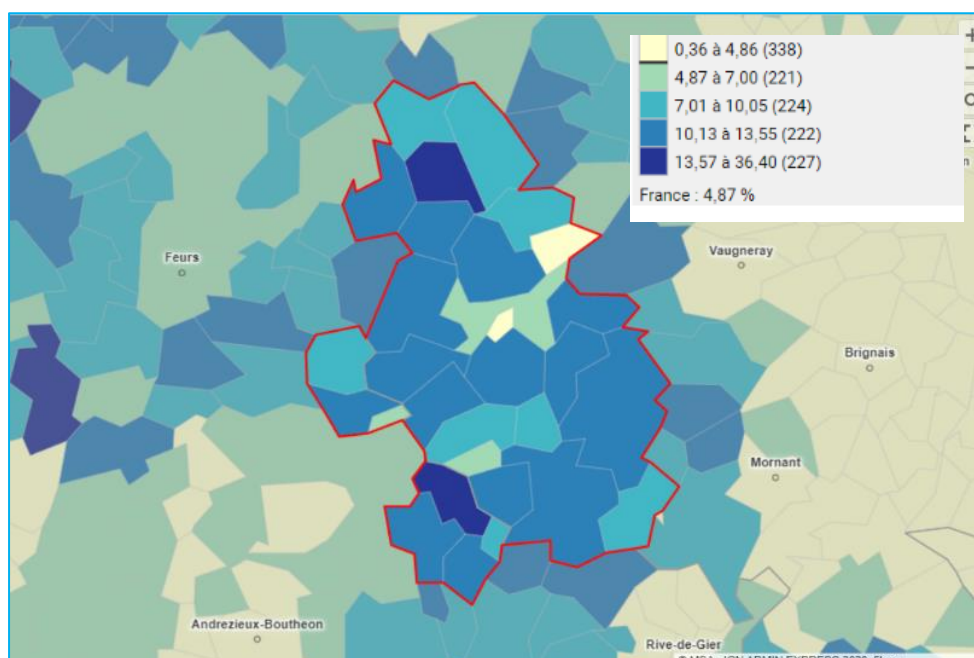 0,36 à 4,86 (338)
4,87 à 7,00 (221)
7,01 à 10,05 (224)
10,13 à 13,55 (222)
13,57 à 36,40 (227)
France : 4,87 %
Vaugneray
Feurs
Brignais
Mornant
Andrezieux-Boutheon
Rive-de-Gier